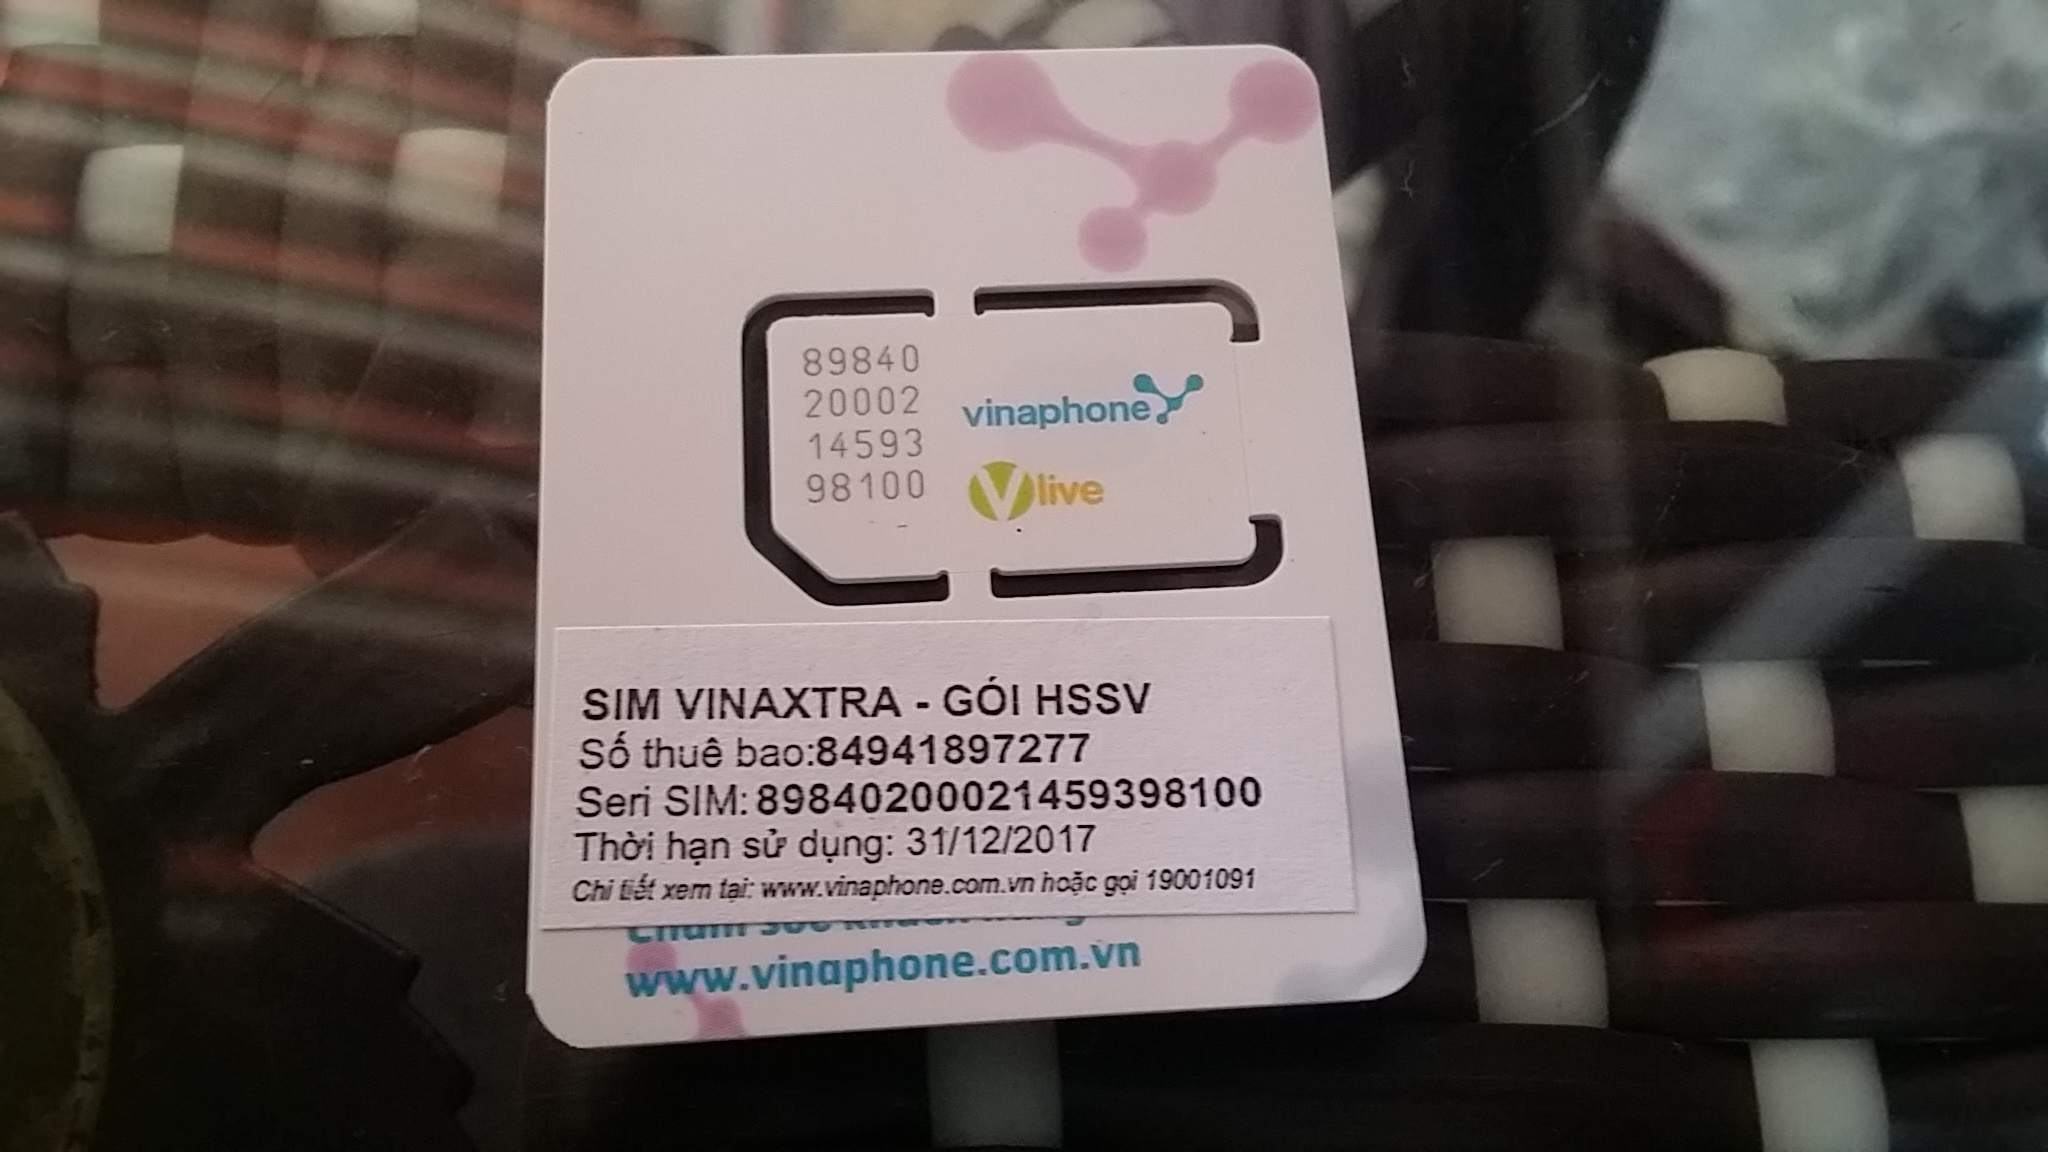 89840
20002
14593
98100
vinaphone
Vlive
SIM VINAXTRA - GÓI HSSV
Số thuê bao:84941897277
Seri SIM: 89840200021459398100
Thời hạn sử dụng: 31/12/2017
Chi tiết xem tại: www.vinaphone.com.vn hoặc gọi 19001091
www.vinaphone.com.vn